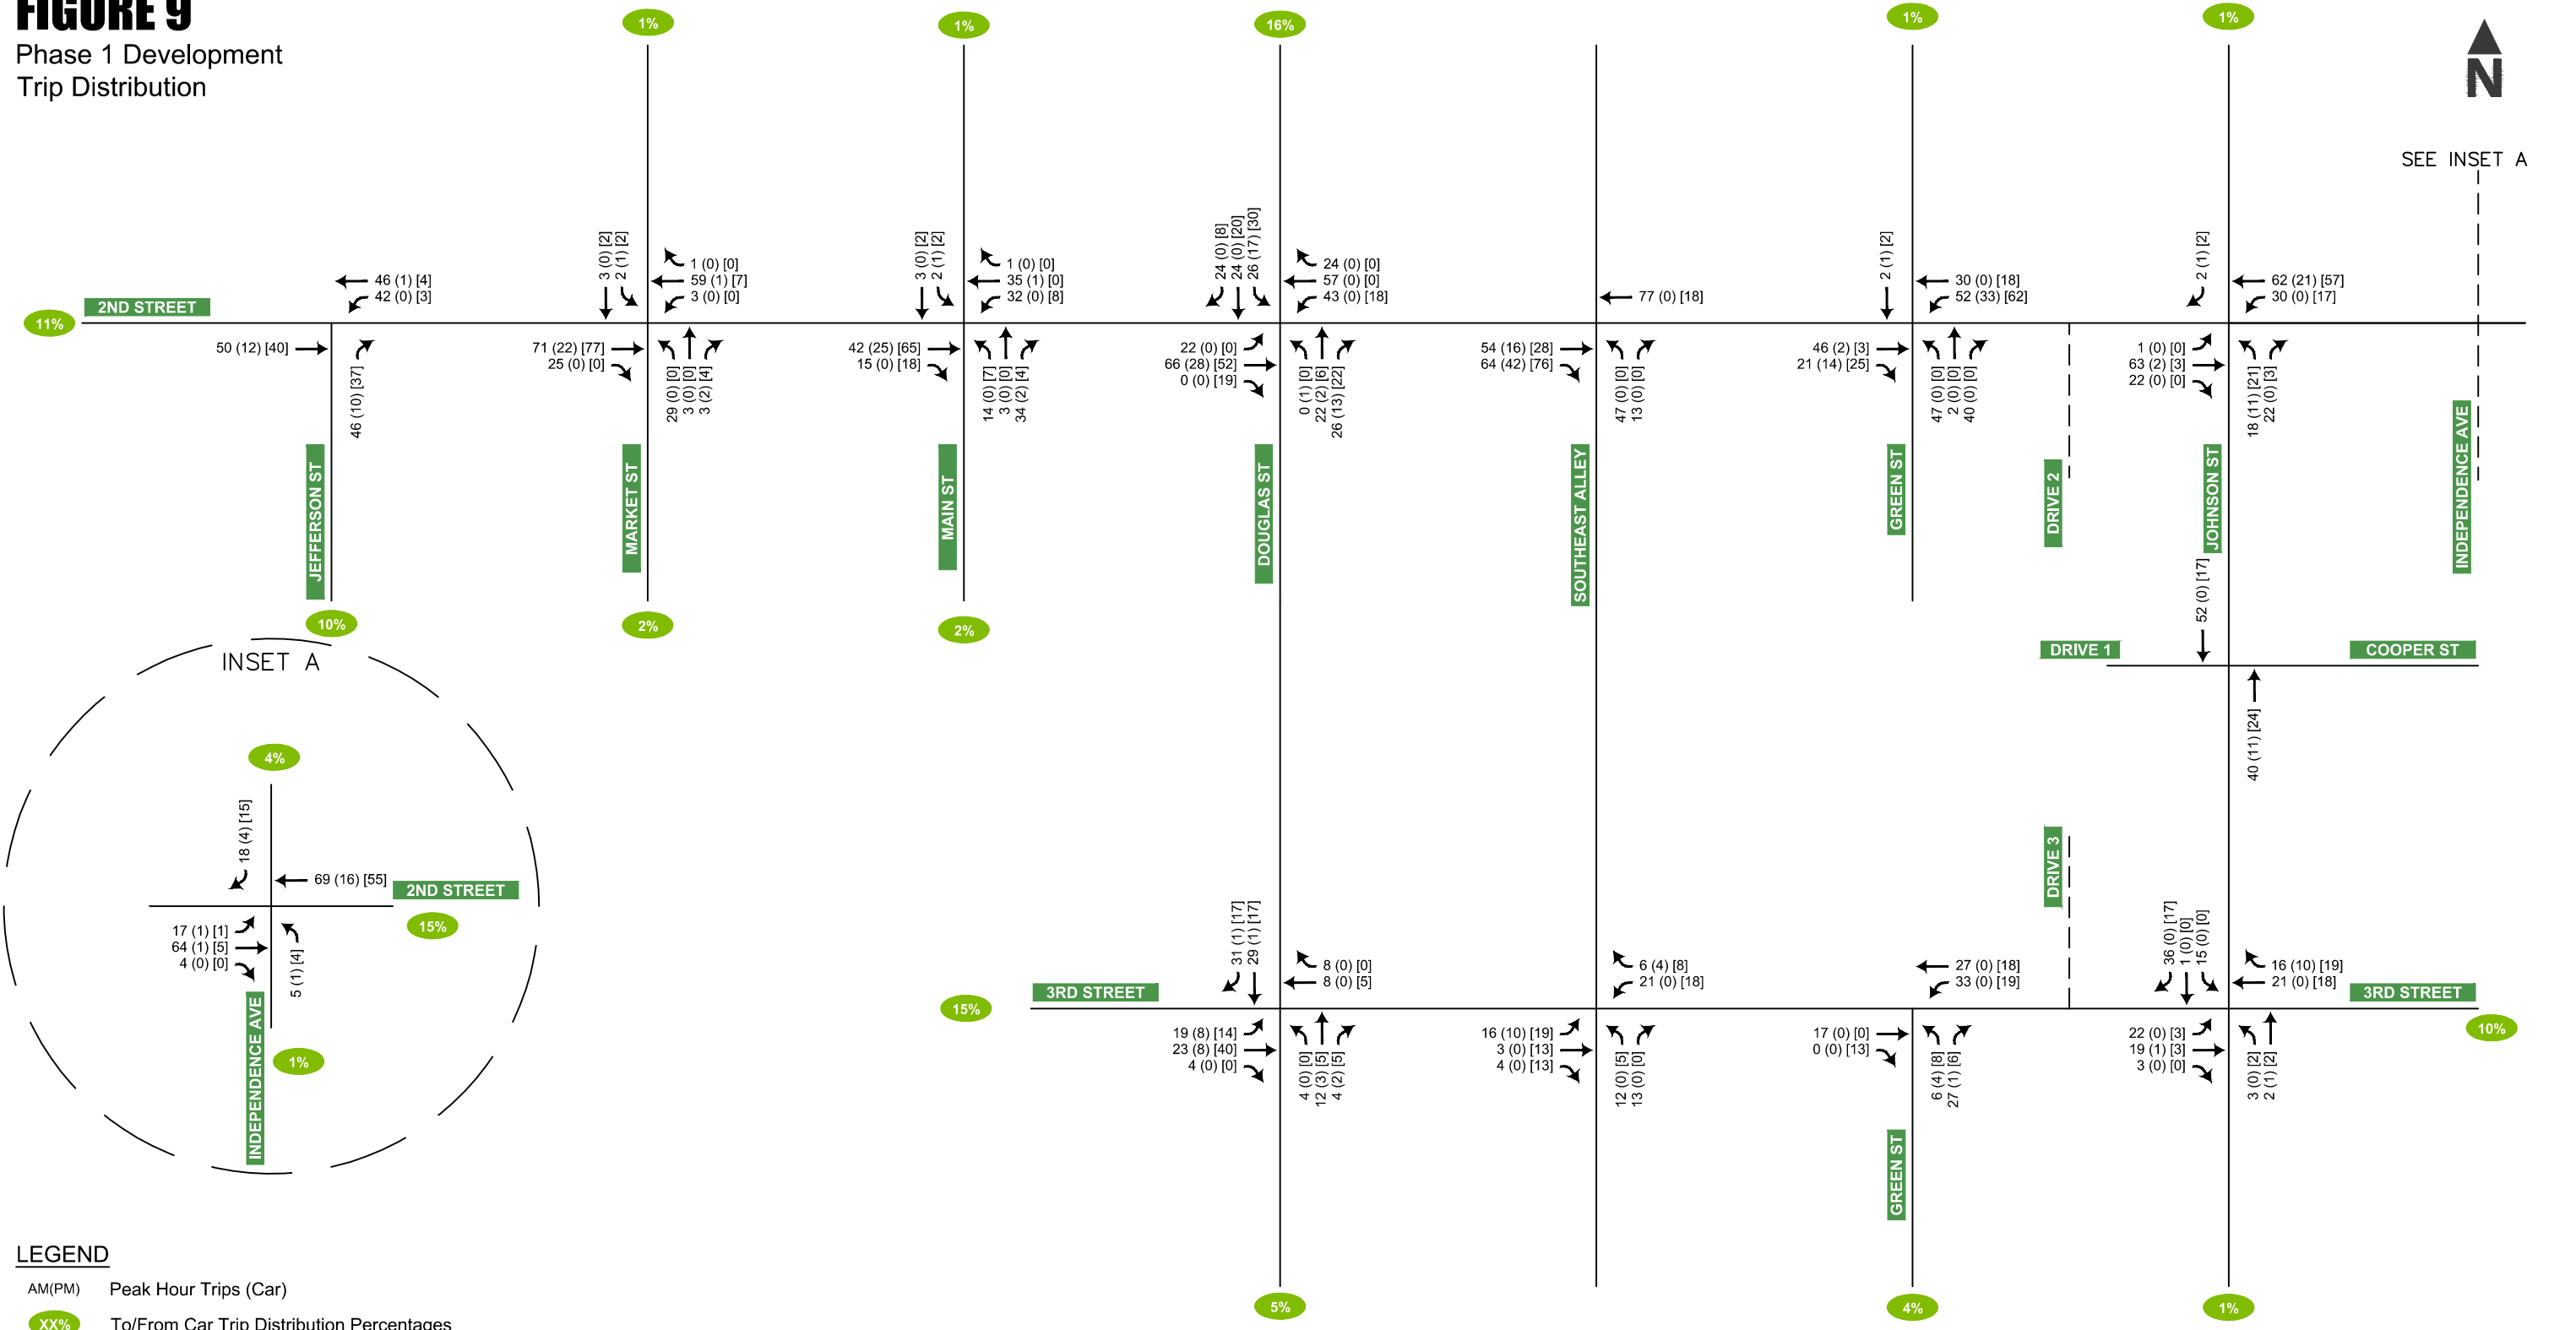 FIGURE 9
Phase 1 Development
Trip Distribution
1%
1%
16%
1%
1%
N
SEE INSET A
2ND STREET
11%
46 (1) [4]
42 (0) [3]
50 (12) [40]
46 (10) [37]
JEFFERSON ST
10%
3 (0) [2]
2 (1) [2]
1 (0) [0]
59 (1) [7]
3 (0) [0]
71 (22) [77]
25 (0) [0]
29 (0) [0]
3 (0) [0]
3 (2) [4]
MARKET ST
2%
3 (0) [2]
2 (1) [2]
1 (0) [0]
35 (1) [0]
32 (0) [8]
42 (25) [65]
15 (0) [18]
14 (0) [7]
3 (0) [0]
34 (2) [4]
MAIN ST
2%
24 (0) [8]
24 (0) [20]
26 (17) [30]
24 (0) [0]
57 (0) [0]
43 (0) [18]
22 (0) [0]
66 (28) [52]
0 (0) [19]
0 (1) [0]
22 (2) [6]
26 (13) [22]
DOUGLAS ST
77 (0) [18]
54 (16) [28]
64 (42) [76]
47 (0) [0]
13 (0) [0]
SOUTHEAST ALLEY
2 (1) [2]
30 (0) [18]
52 (33) [62]
46 (2) [3]
21 (14) [25]
47 (0) [0]
2 (0) [0]
40 (0) [0]
GREEN ST
DRIVE 2
2 (1) [2]
62 (21) [57]
30 (0) [17]
1 (0) [0]
63 (2) [3]
22 (0) [0]
18 (11) [21]
22 (0) [3]
JOHNSON ST
INDEPENDENCE AVE
52 (0) [17]
DRIVE 1
COOPER ST
40 (11) [24]
INSET A
4%
18 (4) [15]
69 (16) [55]
2ND STREET
15%
17 (1) [1]
64 (1) [5]
4 (0) [0]
5 (1) [4]
INDEPENDENCE AVE
1%
3RD STREET
15%
31 (1) [17]
29 (1) [17]
8 (0) [0]
8 (0) [5]
19 (8) [14]
23 (8) [40]
4 (0) [0]
4 (0) [0]
12 (3) [5]
4 (2) [5]
6 (4) [8]
21 (0) [18]
16 (10) [19]
3 (0) [13]
4 (0) [13]
12 (0) [5]
13 (0) [0]
27 (0) [18]
33 (0) [19]
17 (0) [0]
0 (0) [13]
6 (4) [8]
27 (1) [6]
GREEN ST
DRIVE 3
36 (0) [17]
1 (0) [0]
15 (0) [0]
16 (10) [19]
21 (0) [18]
3RD STREET
10%
22 (0) [3]
19 (1) [3]
3 (0) [0]
3 (0) [2]
2 (1) [2]
5%
4%
1%
LEGEND
AM(PM) Peak Hour Trips (Car)
XX% To/From Car Trip Distribution Percentages